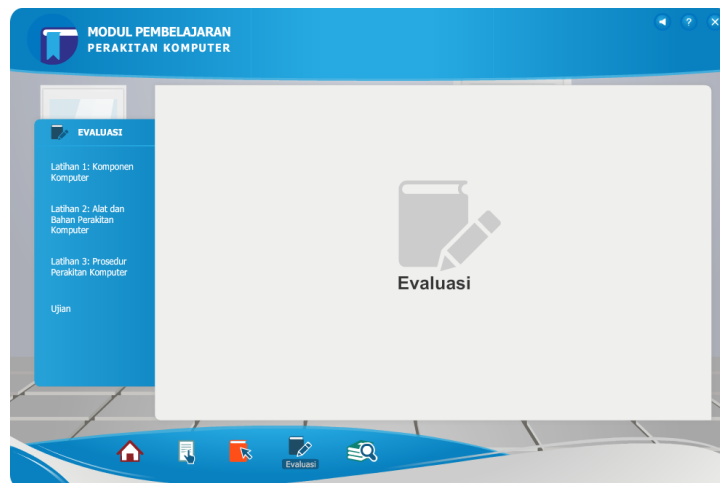 MODUL PEMBELAJARAN
PERAKITAN KOMPUTER
?
EVALUASI
Latihan 1: Komponen
Komputer
Latihan 2: Alat dan
Bahan Perakitan
Komputer
Latihan 3: Prosedur
Perakitan Komputer
Ujian
Evaluasi
Evaluasi